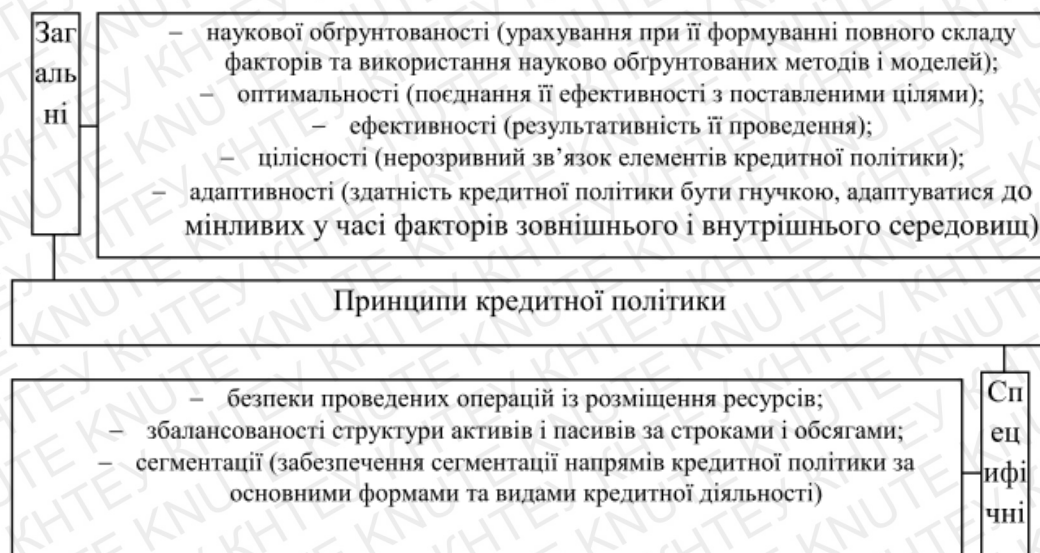 Заг
аль
ні
– наукової обґрунтованості (урахування при її формуванні повного складу
факторів та використання науково обґрунтованих методів і моделей);
– оптимальності (поєднання її ефективності з поставленими цілями);
– ефективності (результативність її проведення);
– цілісності (нерозривний зв’язок елементів кредитної політики);
– адаптивності (здатність кредитної політики бути гнучкою, адаптуватися до
мінливих у часі факторів зовнішнього і внутрішнього середовищ)
Принципи кредитної політики
– безпеки проведених операцій із розміщення ресурсів;
– збалансованості структури активів і пасивів за строками і обсягами;
– сегментації (забезпечення сегментації напрямів кредитної політики за
основними формами та видами кредитної діяльності)
Сп
ец
ифі
чні